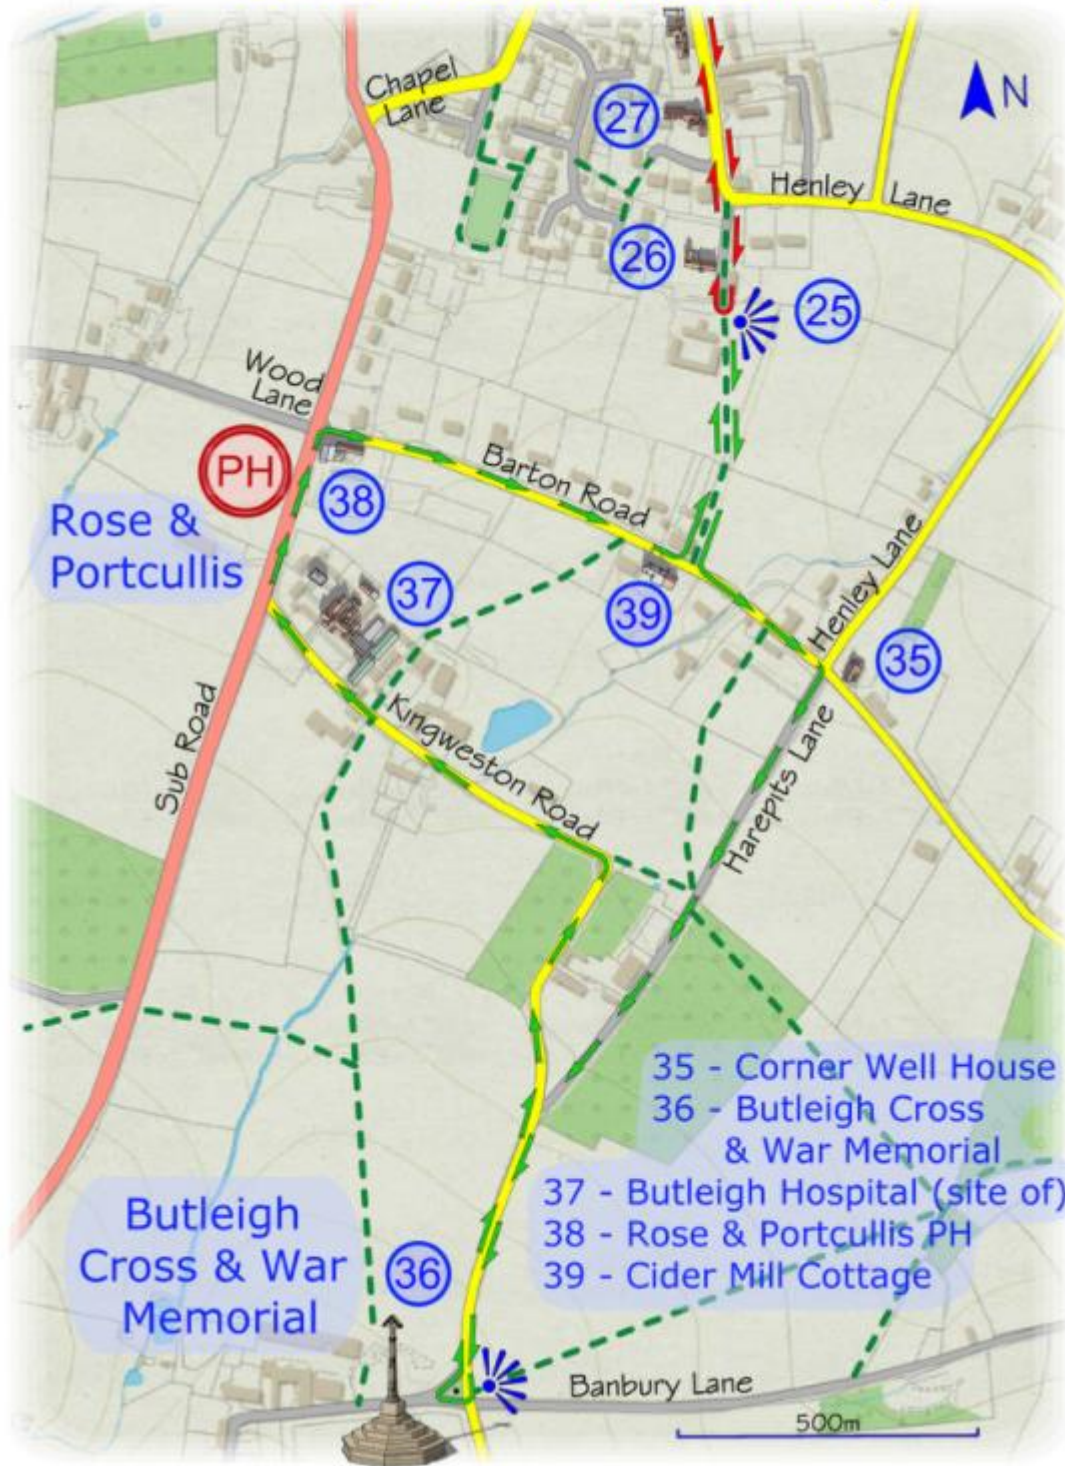 Chapel
Lane
N
27
Henley Lane
26
25
Wood
Lane
PH
38
Barton Road
Rose &
Portcullis
37
39
Henley Lane
35
Sub Road
Kingweston Road
Harepits Lane
35 - Corner Well House
36 - Butleigh Cross
& War Memorial
37 - Butleigh Hospital (site of)
38 - Rose & Portcullis PH
39 - Cider Mill Cottage
Butleigh
Cross & War
Memorial
36
Banbury Lane
500m